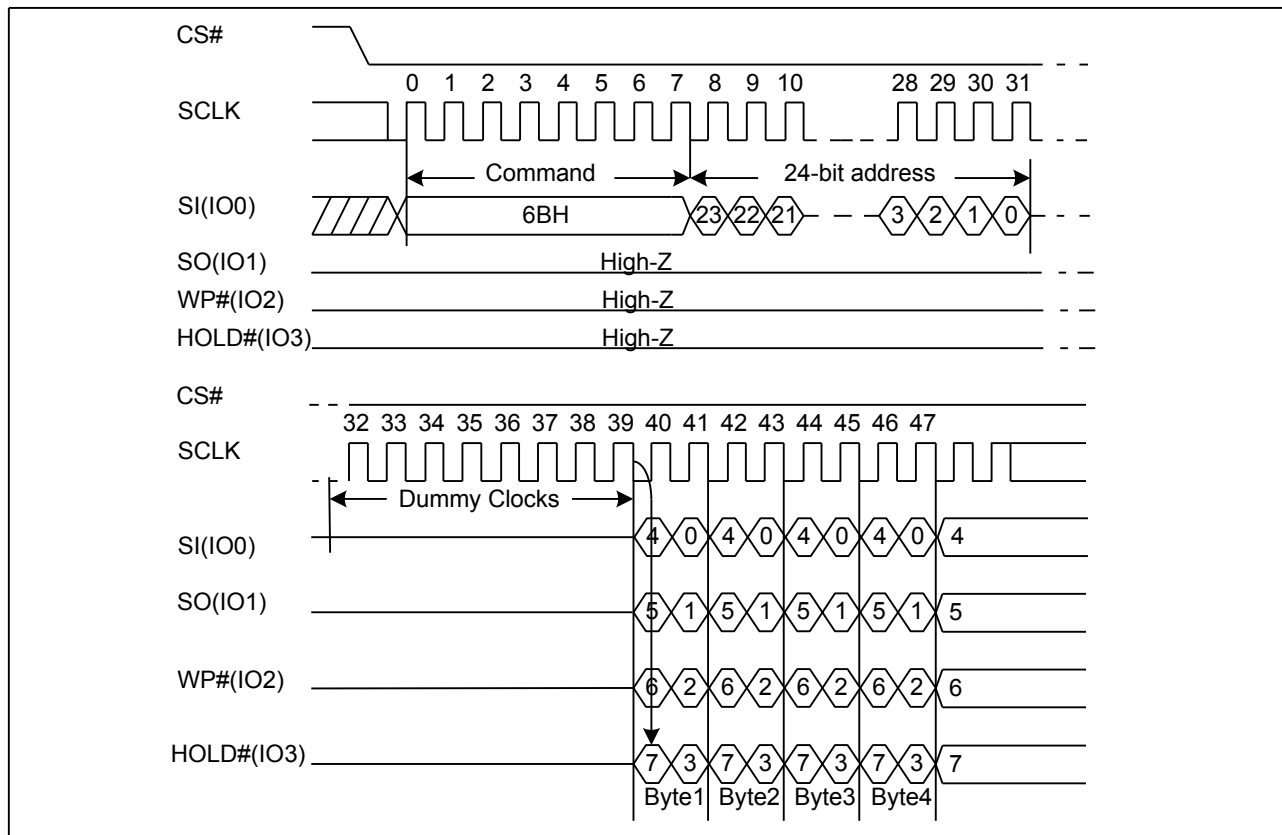 CS#
0 1 2 3 4 5 6 7 8 9 10 28 29 30 31
SCLK
Command 24-bit address
SI(IO0) 6BH 23 22 21 3 2 1 0
SO(IO1) High-Z
WP#(IO2) High-Z
HOLD#(IO3) High-Z
CS#
32 33 34 35 36 37 38 39 40 41 42 43 44 45 46 47
SCLK
Dummy Clocks
SI(IO0) 4 0 4 0 4 0 4 0 4
SO(IO1) 5 1 5 1 5 1 5 1 5
WP#(IO2) 6 2 6 2 6 2 6 2 6
HOLD#(IO3) 7 3 7 3 7 3 7 3 7
Byte1 Byte2 Byte3 Byte4